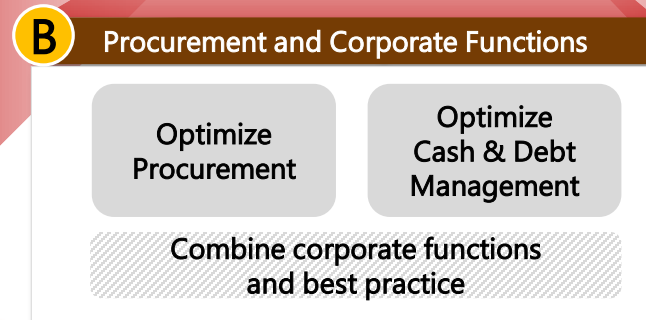 B
Procurement and Corporate Functions
Optimize
Procurement
Optimize
Cash & Debt
Management
Combine corporate functions
and best practice